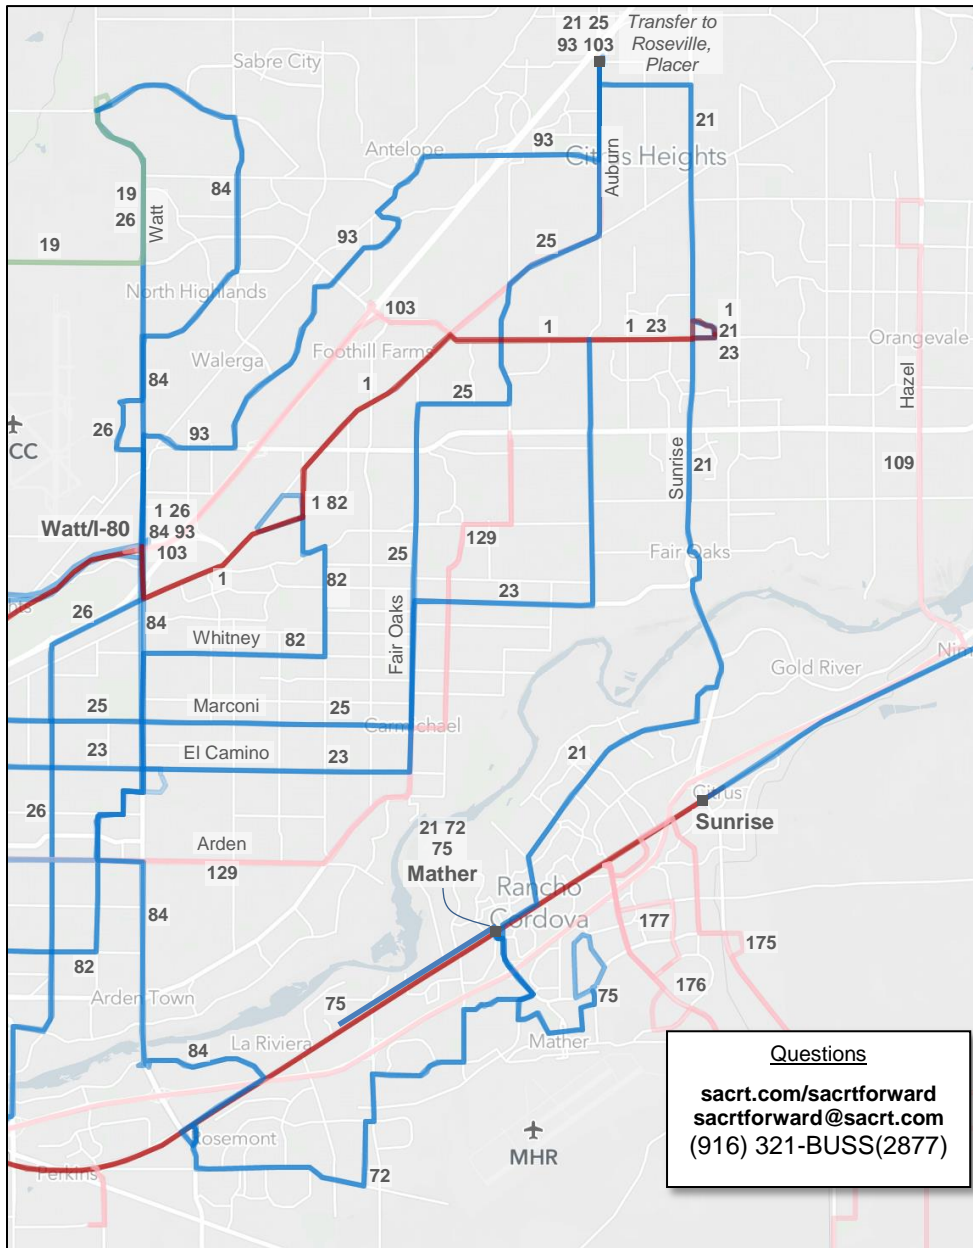 21 25
93 103
Transfer to
Roseville,
Placer
Sabre City
21
93
Antelope
Citrus Heights
Auburn
84
19
26
Watt
19
93
25
North Highlands
103
1
1 23
1
21
23
Foothill Farms
Orangevale
Walerga
84
1
25
Hazel
26
93
CC
Sunrise
21
109
1 26
84 93
103
Watt/I-80
1 82
129
25
Fair Oaks
1
82
23
26
84
Whitney
82
Fair Oaks
Gold River
25
Marconi
25
Carmichael
23
El Camino
23
21
26
Citrus
Sunrise
21 72
75
Mather
Arden
129
Rancho
Cordova
84
177
175
82
Arden Town
75
75
176
84
La Riviera
Mather
Rosemont
MHR
Perkins
72
Questions
sacrt.com/sacrtforward
sacrtforward@sacrt.com
(916) 321-BUSS(2877)